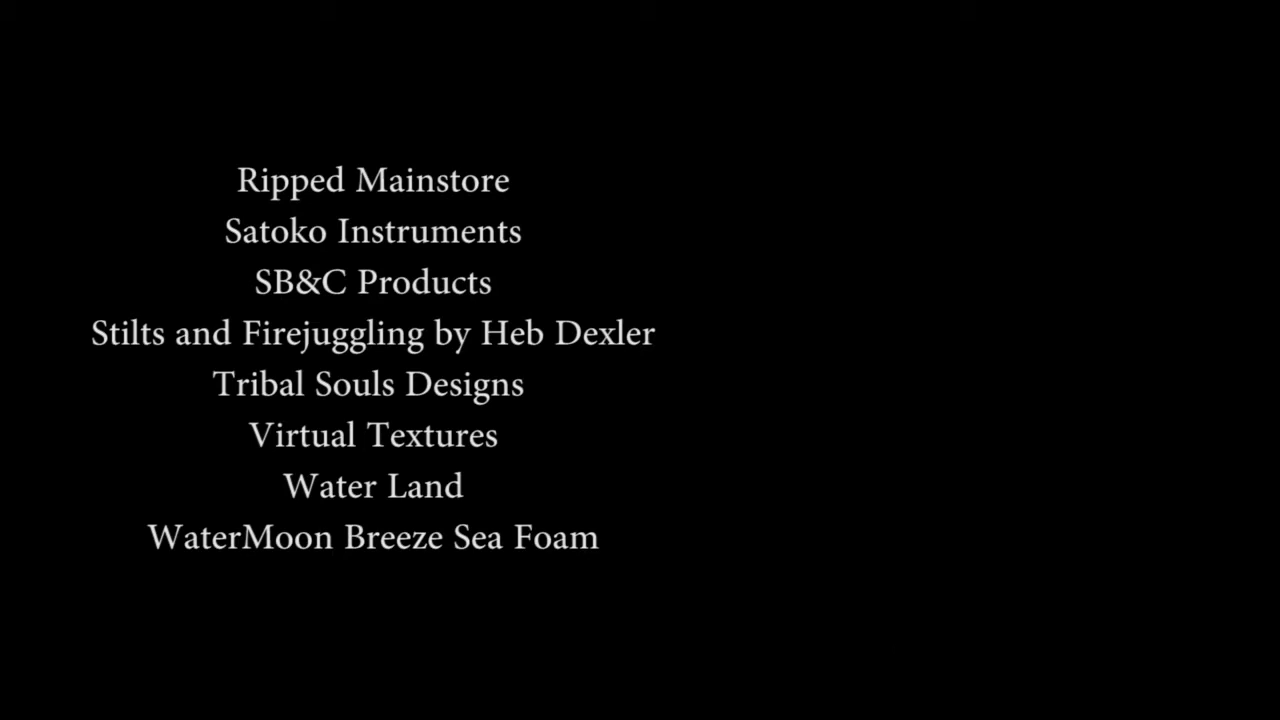 Ripped Mainstore
Satoko Instruments
SB&C Products
Stilts and Firejuggling by Heb Dexler
Tribal Souls Designs
Virtual Textures
Water Land
WaterMoon Breeze Sea Foam